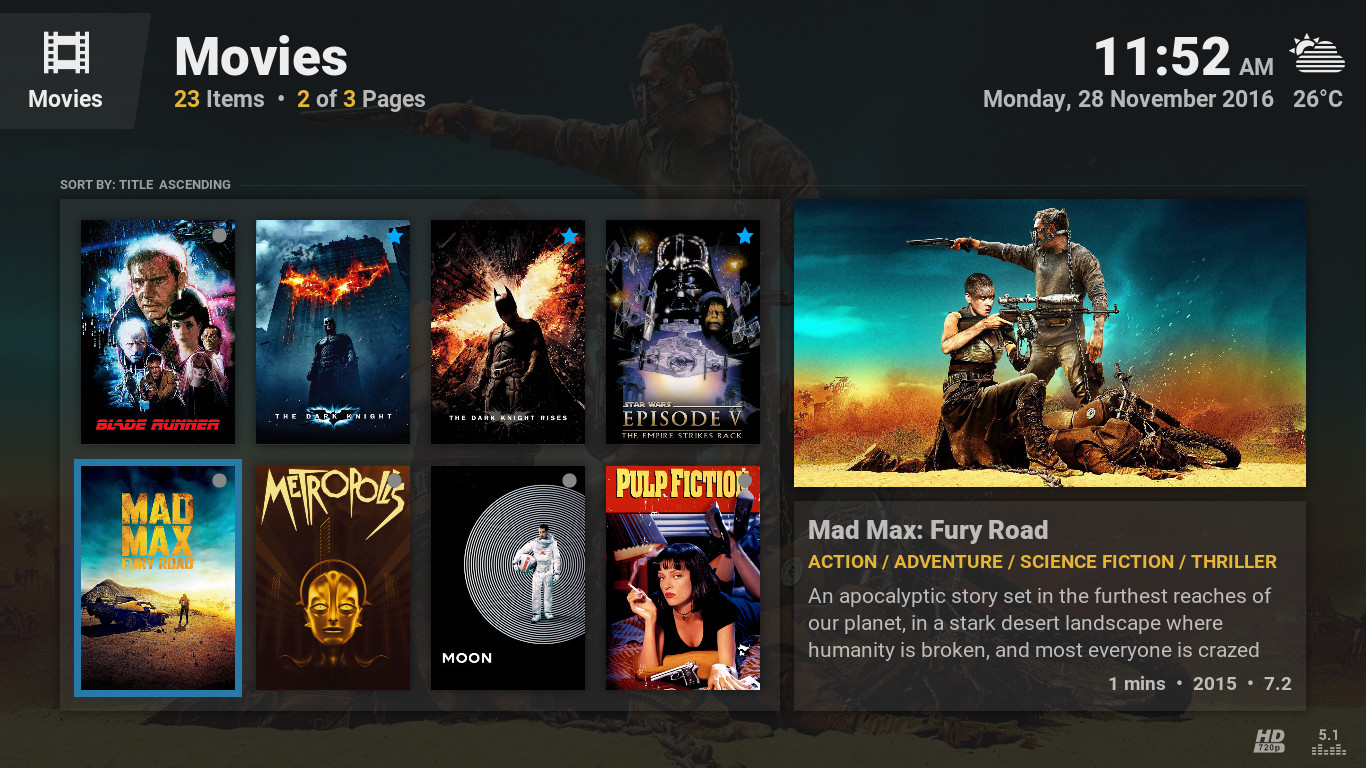 Movies
Movies
23 Items • 2 of 3 Pages
11:52 AM
Monday, 28 November 2016 26°C
SORT BY: TITLE ASCENDING
BLADE RUNNER
THE DARK KNIGHT
THE DARK KNIGHT RISES
STAR WARS
EPISODE V
THE EMPIRE STRIKES BACK
MAD
MAX
FURY ROAD
METROPOLIS
MOON
PULP FICTION
Mad Max: Fury Road
ACTION / ADVENTURE / SCIENCE FICTION / THRILLER
An apocalyptic story set in the furthest reaches of
our planet, in a stark desert landscape where
humanity is broken, and most everyone is crazed
1 mins • 2015 • 7.2
HD
720p
5.1